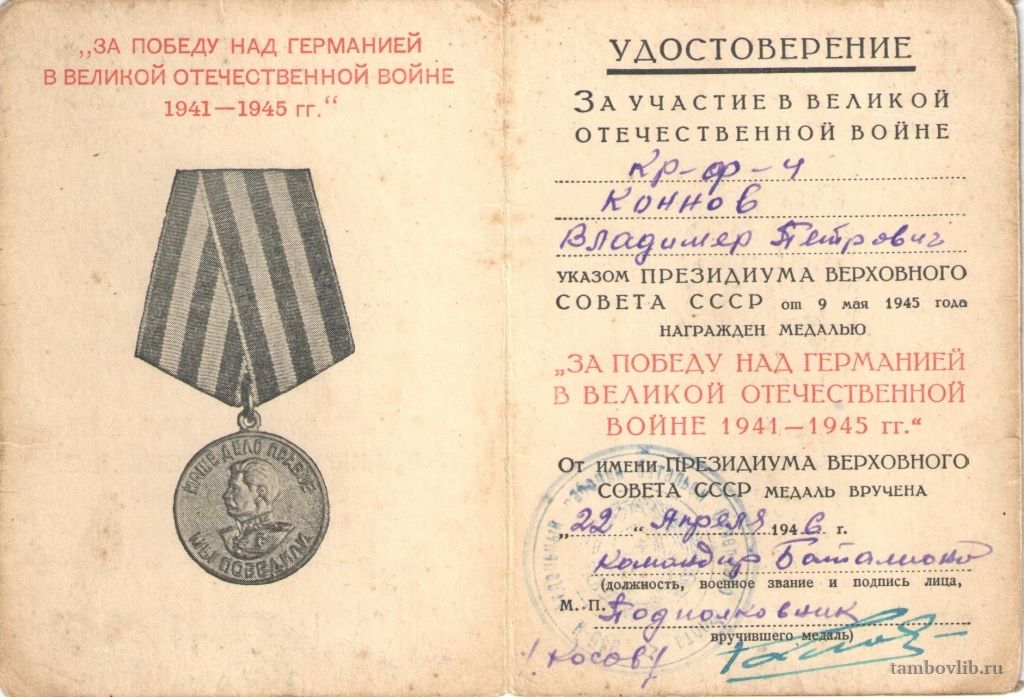 „ЗА ПОБЕДУ НАД ГЕРМАНИЕЙ
В ВЕЛИКОЙ ОТЕЧЕСТВЕННОЙ ВОЙНЕ
1941—1945 гг.“
НАШЕ ДЕЛО ПРАВОЕ
МЫ ПОБЕДИЛИ
УДОСТОВЕРЕНИЕ
ЗА УЧАСТИЕ В ВЕЛИКОЙ
ОТЕЧЕСТВЕННОЙ ВОЙНЕ
Кр-ф-ч
Коннов
Владимер Петрович
УКАЗОМ ПРЕЗИДИУМА ВЕРХОВНОГО
СОВЕТА СССР от 9 мая 1945 года
НАГРАЖДЕН МЕДАЛЬЮ
„ЗА ПОБЕДУ НАД ГЕРМАНИЕЙ
В ВЕЛИКОЙ ОТЕЧЕСТВЕННОЙ
ВОЙНЕ 1941—1945 гг.“
ОТ ИМЕНИ ПРЕЗИДИУМА ВЕРХОВНОГО
СОВЕТА СССР МЕДАЛЬ ВРУЧЕНА
„22“ Апреля 1946 г.
Командир Баталиона
(должность, военное звание и подпись лица,
М. П. Подполковник
вручившего медаль)
/Косов/
tambovlib.ru